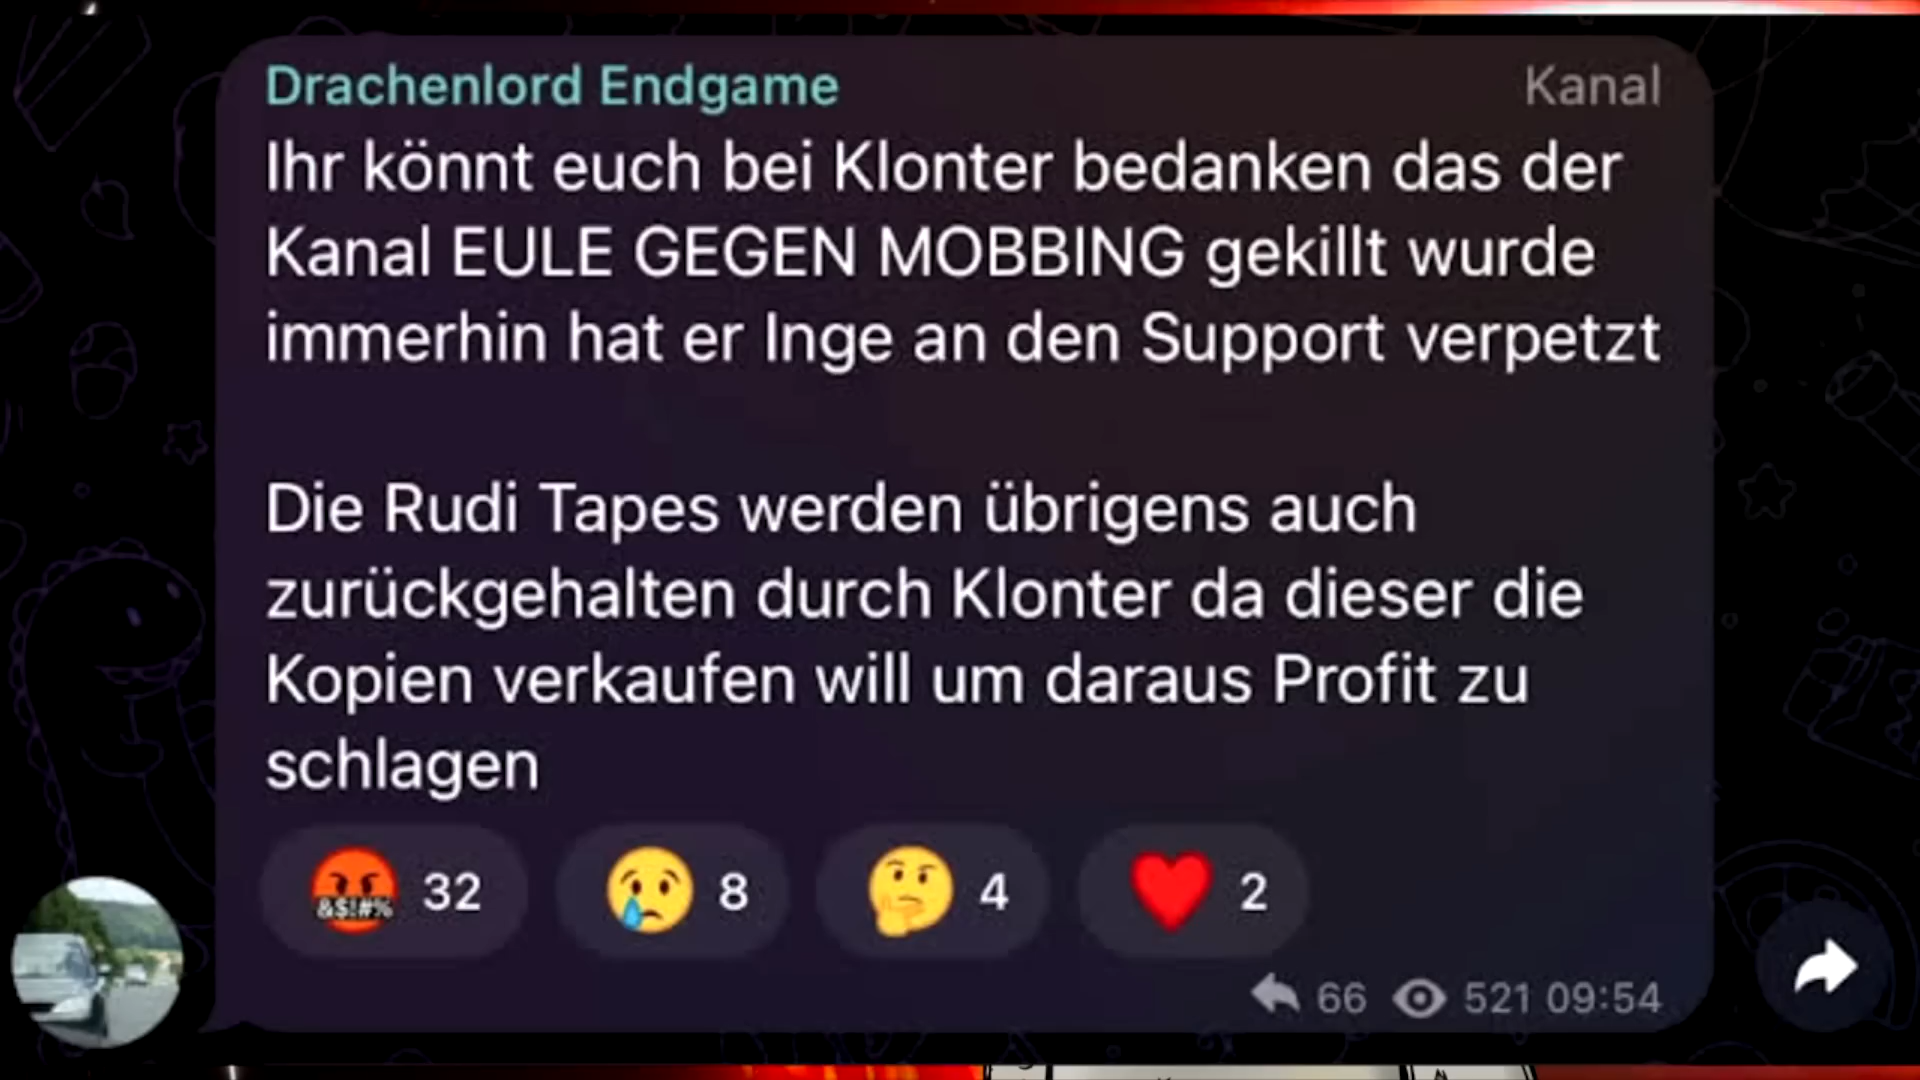 Drachenlord Endgame Kanal
Ihr könnt euch bei Klonter bedanken das der
Kanal EULE GEGEN MOBBING gekillt wurde
immerhin hat er Inge an den Support verpetzt
Die Rudi Tapes werden übrigens auch
zurückgehalten durch Klonter da dieser die
Kopien verkaufen will um daraus Profit zu
schlagen
&$!#% 32 8 4 2
66 521 09:54